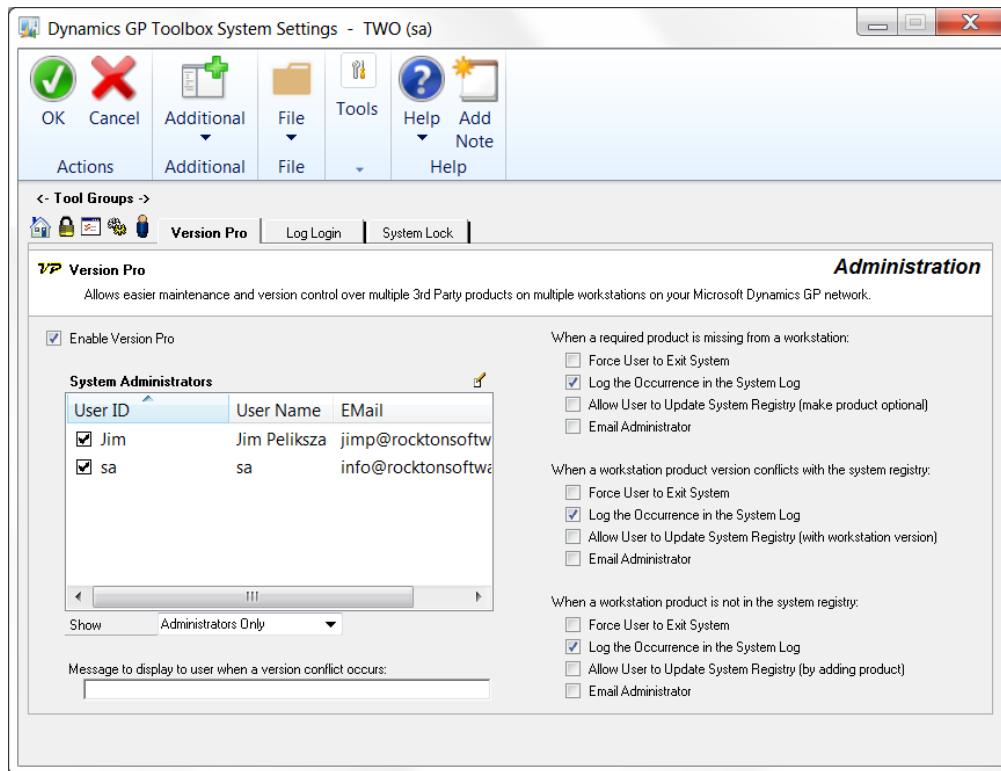 Dynamics GP Toolbox System Settings - TWO (sa)
OK Cancel Additional File Tools Help Add Note
Actions Additional File Help
<- Tool Groups ->
Version Pro Log Login System Lock
VP Version Pro Administration
Allows easier maintenance and version control over multiple 3rd Party products on multiple workstations on your Microsoft Dynamics GP network.
Enable Version Pro
System Administrators
User ID User Name EMail
Jim Jim Peliksza jimp@rocktonsoftw
sa sa info@rocktonsoftwa
Show Administrators Only
Message to display to user when a version conflict occurs:
When a required product is missing from a workstation:
Force User to Exit System
Log the Occurrence in the System Log
Allow User to Update System Registry (make product optional)
Email Administrator
When a workstation product version conflicts with the system registry:
Force User to Exit System
Log the Occurrence in the System Log
Allow User to Update System Registry (with workstation version)
Email Administrator
When a workstation product is not in the system registry:
Force User to Exit System
Log the Occurrence in the System Log
Allow User to Update System Registry (by adding product)
Email Administrator